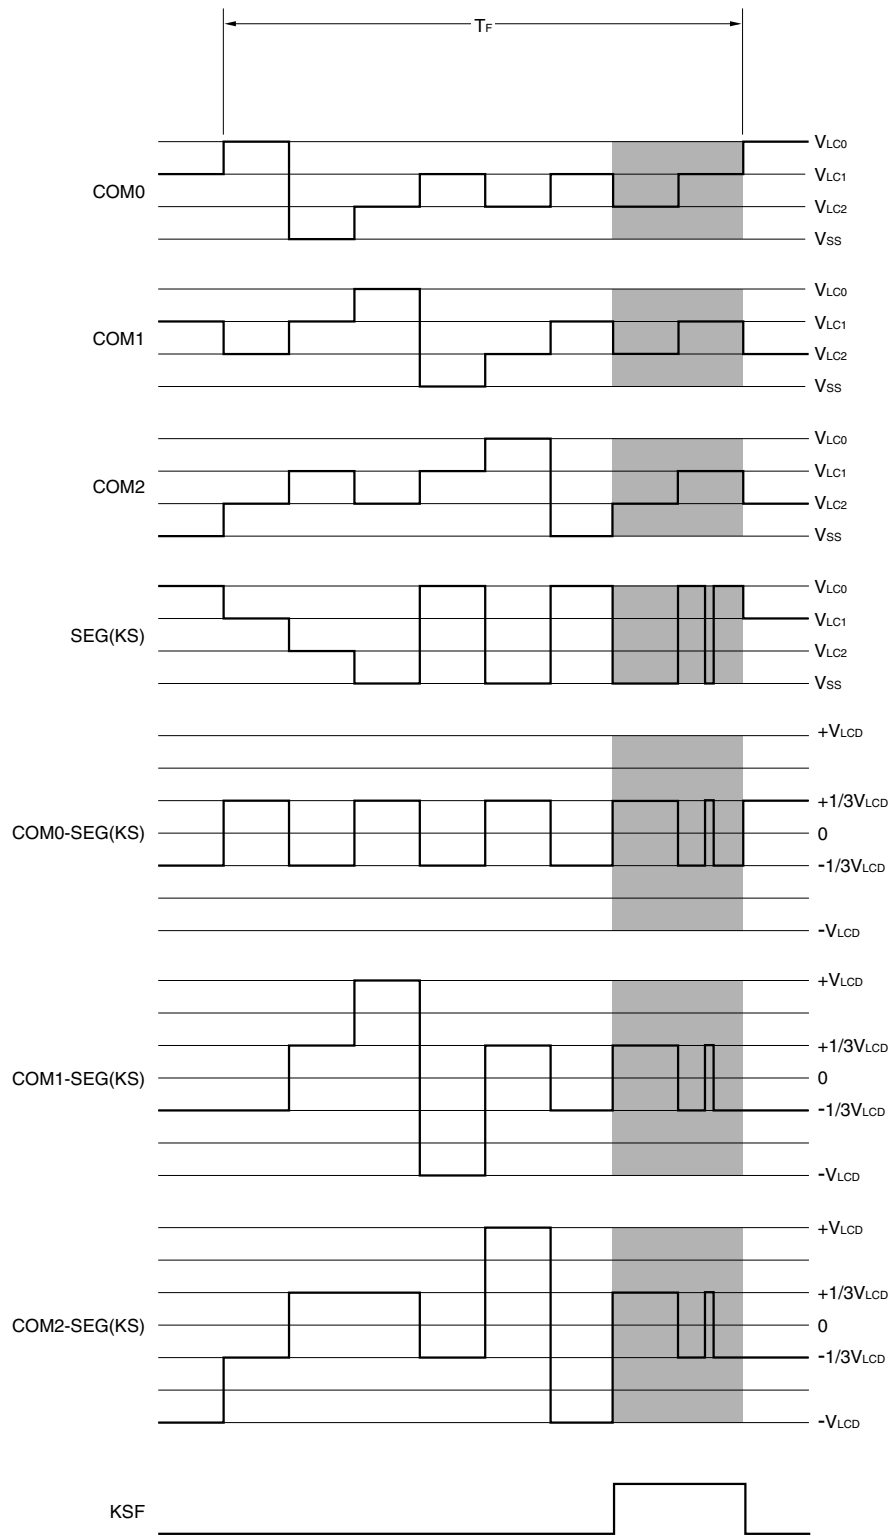 TF
VLC0
VLC1
COM0
VLC2
VSS
VLC0
VLC1
COM1
VLC2
VSS
VLC0
VLC1
COM2
VLC2
VSS
VLC0
VLC1
SEG(KS)
VLC2
VSS
+VLCD
+1/3VLCD
COM0-SEG(KS)
0
-1/3VLCD
-VLCD
+VLCD
+1/3VLCD
COM1-SEG(KS)
0
-1/3VLCD
-VLCD
+VLCD
+1/3VLCD
COM2-SEG(KS)
0
-1/3VLCD
-VLCD
KSF